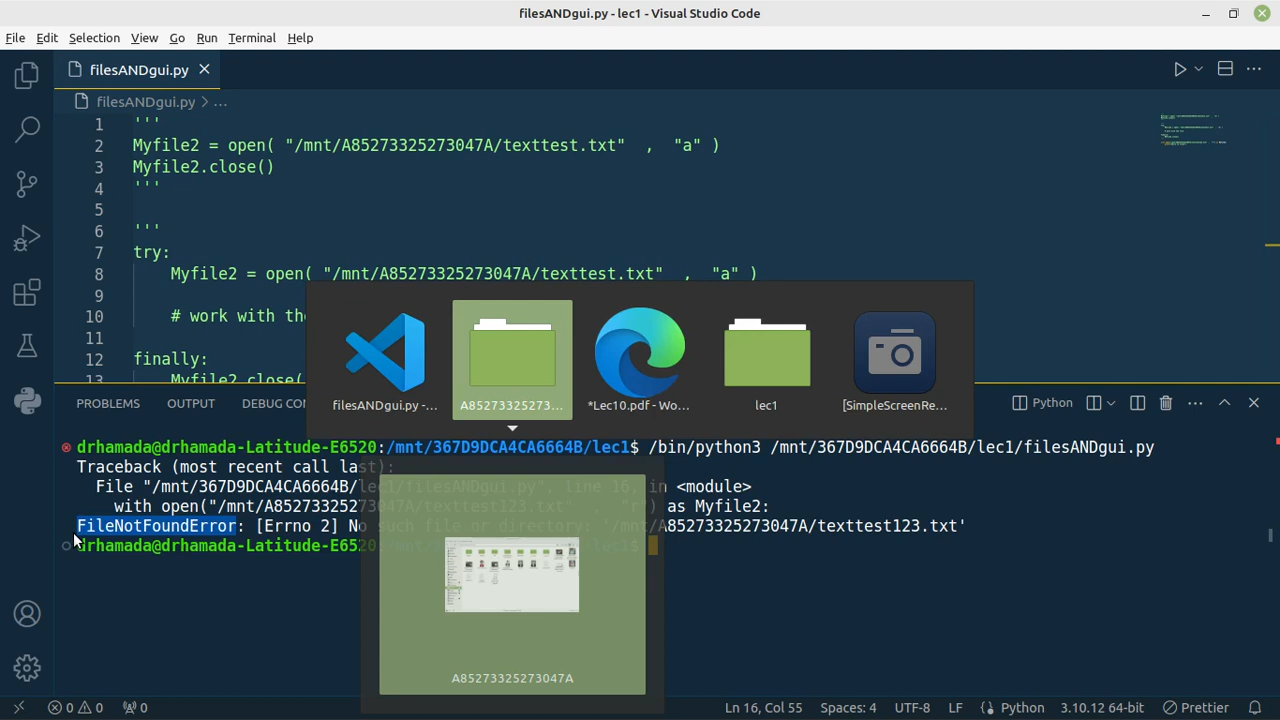 filesANDgui.py - lec1 - Visual Studio Code
File Edit Selection View Go Run Terminal Help
filesANDgui.py
filesANDgui.py > ...
1 '''
2 Myfile2 = open( "/mnt/A85273325273047A/texttest.txt" , "a" )
3 Myfile2.close()
4 '''
5
6 '''
7 try:
8 Myfile2 = open( "/mnt/A85273325273047A/texttest.txt" , "a" )
9
10 # work with the
11
12 finally:
13 Myfile2.close(
filesANDgui.py -... A85273325273... *Lec10.pdf - Wo... lec1 [SimpleScreenRe...
PROBLEMS OUTPUT DEBUG CON Python
drhamada@drhamada-Latitude-E6520:/mnt/367D9DCA4CA6664B/lec1$ /bin/python3 /mnt/367D9DCA4CA6664B/lec1/filesANDgui.py
Traceback (most recent call last):
File "/mnt/367D9DCA4CA6664B/lec1/filesANDgui.py", line 16, in <module>
with open("/mnt/A85273325273047A/texttest123.txt" , "r") as Myfile2:
FileNotFoundError: [Errno 2] No such file or directory: '/mnt/A85273325273047A/texttest123.txt'
drhamada@drhamada-Latitude-E6520:/mnt/367D9DCA4CA6664B/lec1$
A85273325273047A
0 0 0 Ln 16, Col 55 Spaces: 4 UTF-8 LF Python 3.10.12 64-bit Prettier